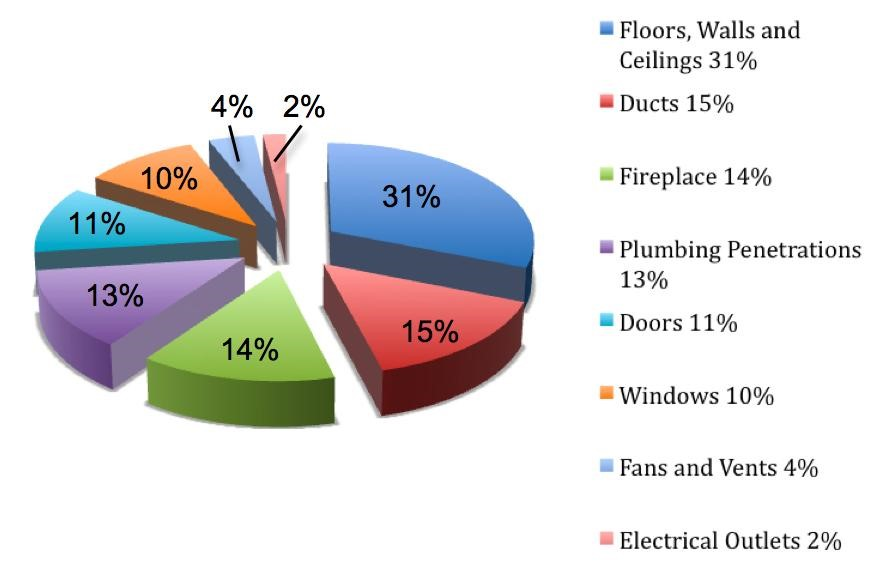 4%
2%
31%
10%
11%
13%
15%
14%
Floors, Walls and
Ceilings 31%
Ducts 15%
Fireplace 14%
Plumbing Penetrations
13%
Doors 11%
Windows 10%
Fans and Vents 4%
Electrical Outlets 2%